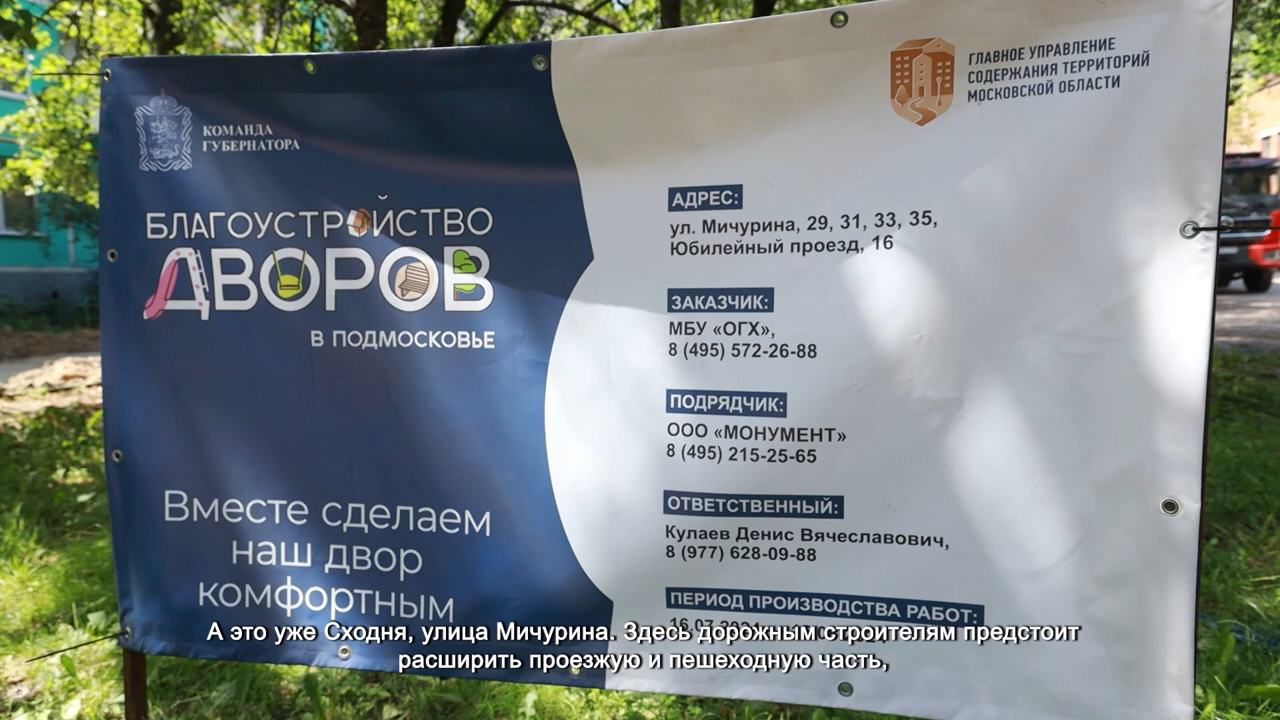 КОМАНДА
ГУБЕРНАТОРА
БЛАГОУСТРОЙСТВО
ДВОРОВ
В ПОДМОСКОВЬЕ
Вместе сделаем
наш двор
комфортным
ГЛАВНОЕ УПРАВЛЕНИЕ
СОДЕРЖАНИЯ ТЕРРИТОРИЙ
МОСКОВСКОЙ ОБЛАСТИ
АДРЕС:
ул. Мичурина, 29, 31, 33, 35,
Юбилейный проезд, 16
ЗАКАЗЧИК:
МБУ «ОГХ»,
8 (495) 572-26-88
ПОДРЯДЧИК:
ООО «МОНУМЕНТ»
8 (495) 215-25-65
ОТВЕТСТВЕННЫЙ:
Кулаев Денис Вячеславович,
8 (977) 628-09-88
ПЕРИОД ПРОИЗВОДСТВА РАБОТ:
А это уже Сходня, улица Мичурина. Здесь дорожным строителям предстоит
расширить проезжую и пешеходную часть,